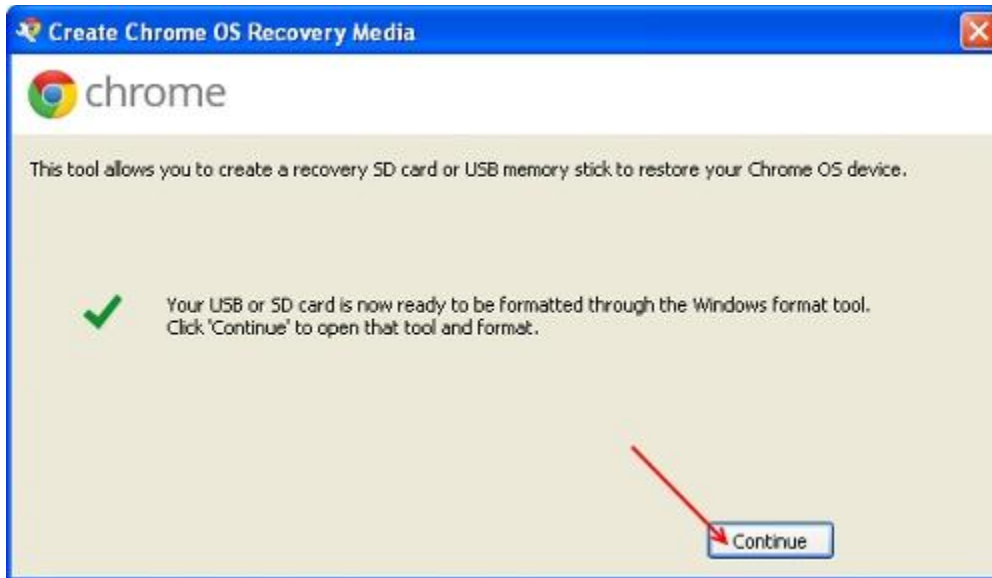 Create Chrome OS Recovery Media
chrome
This tool allows you to create a recovery SD card or USB memory stick to restore your Chrome OS device.
Your USB or SD card is now ready to be formatted through the Windows format tool.
Click 'Continue' to open that tool and format.
Continue